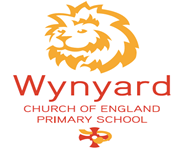 Wynyard
CHURCH OF ENGLAND
PRIMARY SCHOOL